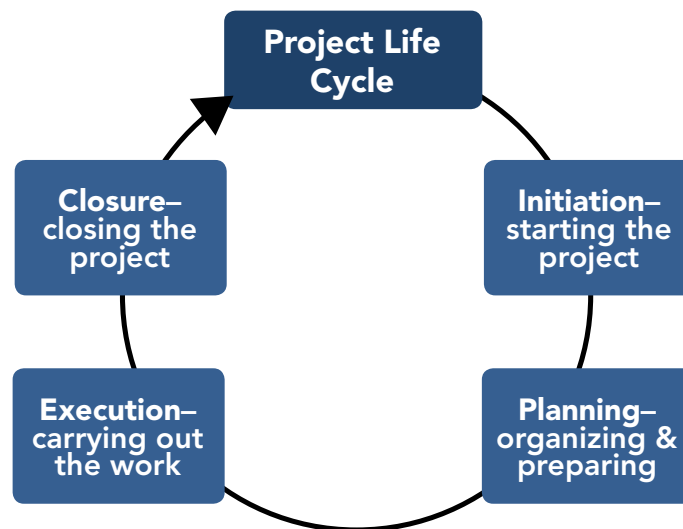 Project Life
Cycle
Initiation–
starting the
project
Planning–
organizing &
preparing
Execution–
carrying out
the work
Closure–
closing the
project